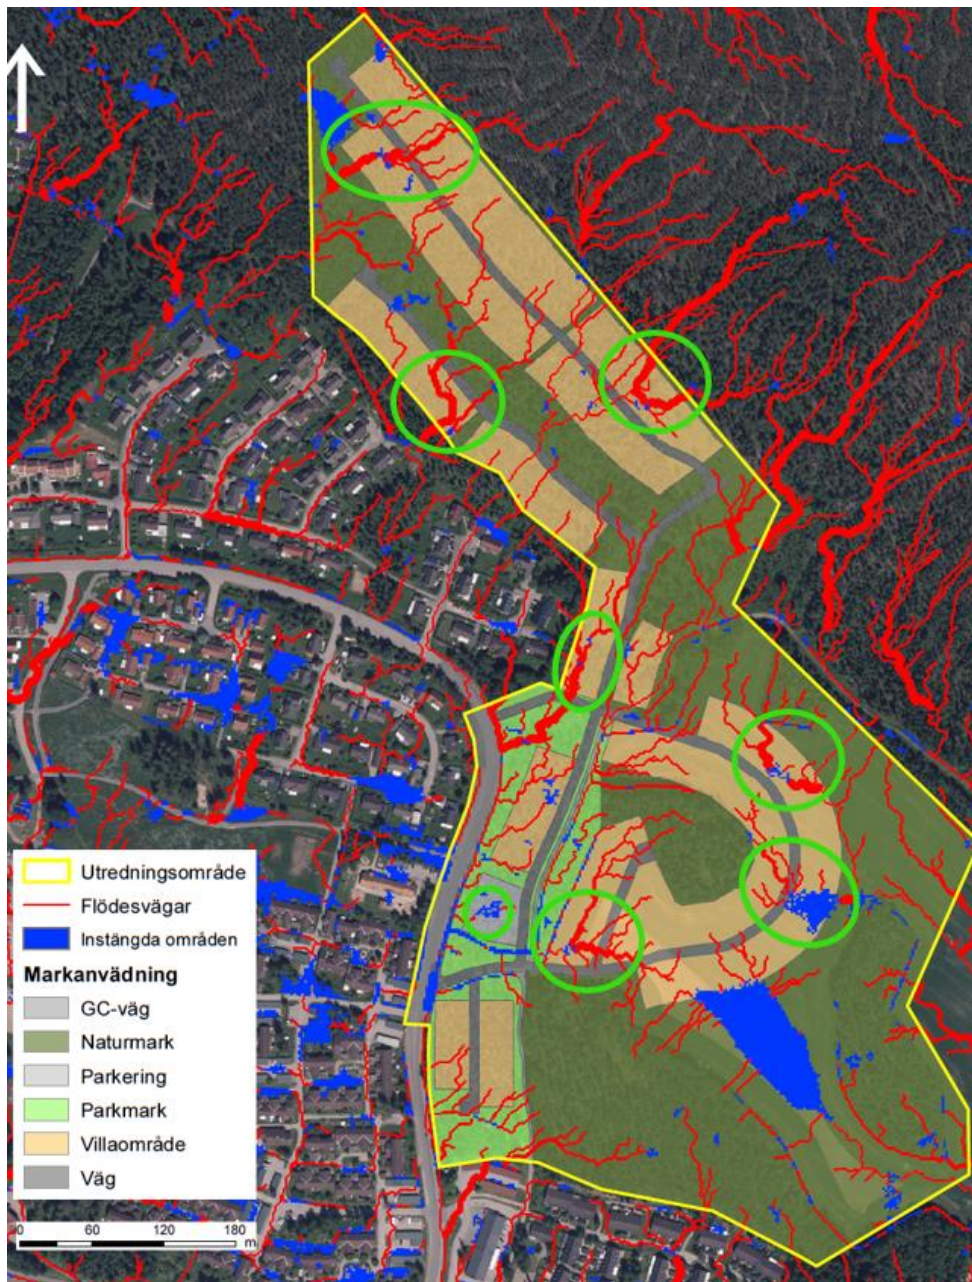 Utredningsområde
Flödesvägar
Instängda områden
Markanvädning
GC-väg
Naturmark
Parkering
Parkmark
Villaområde
Väg
0 60 120 180
m